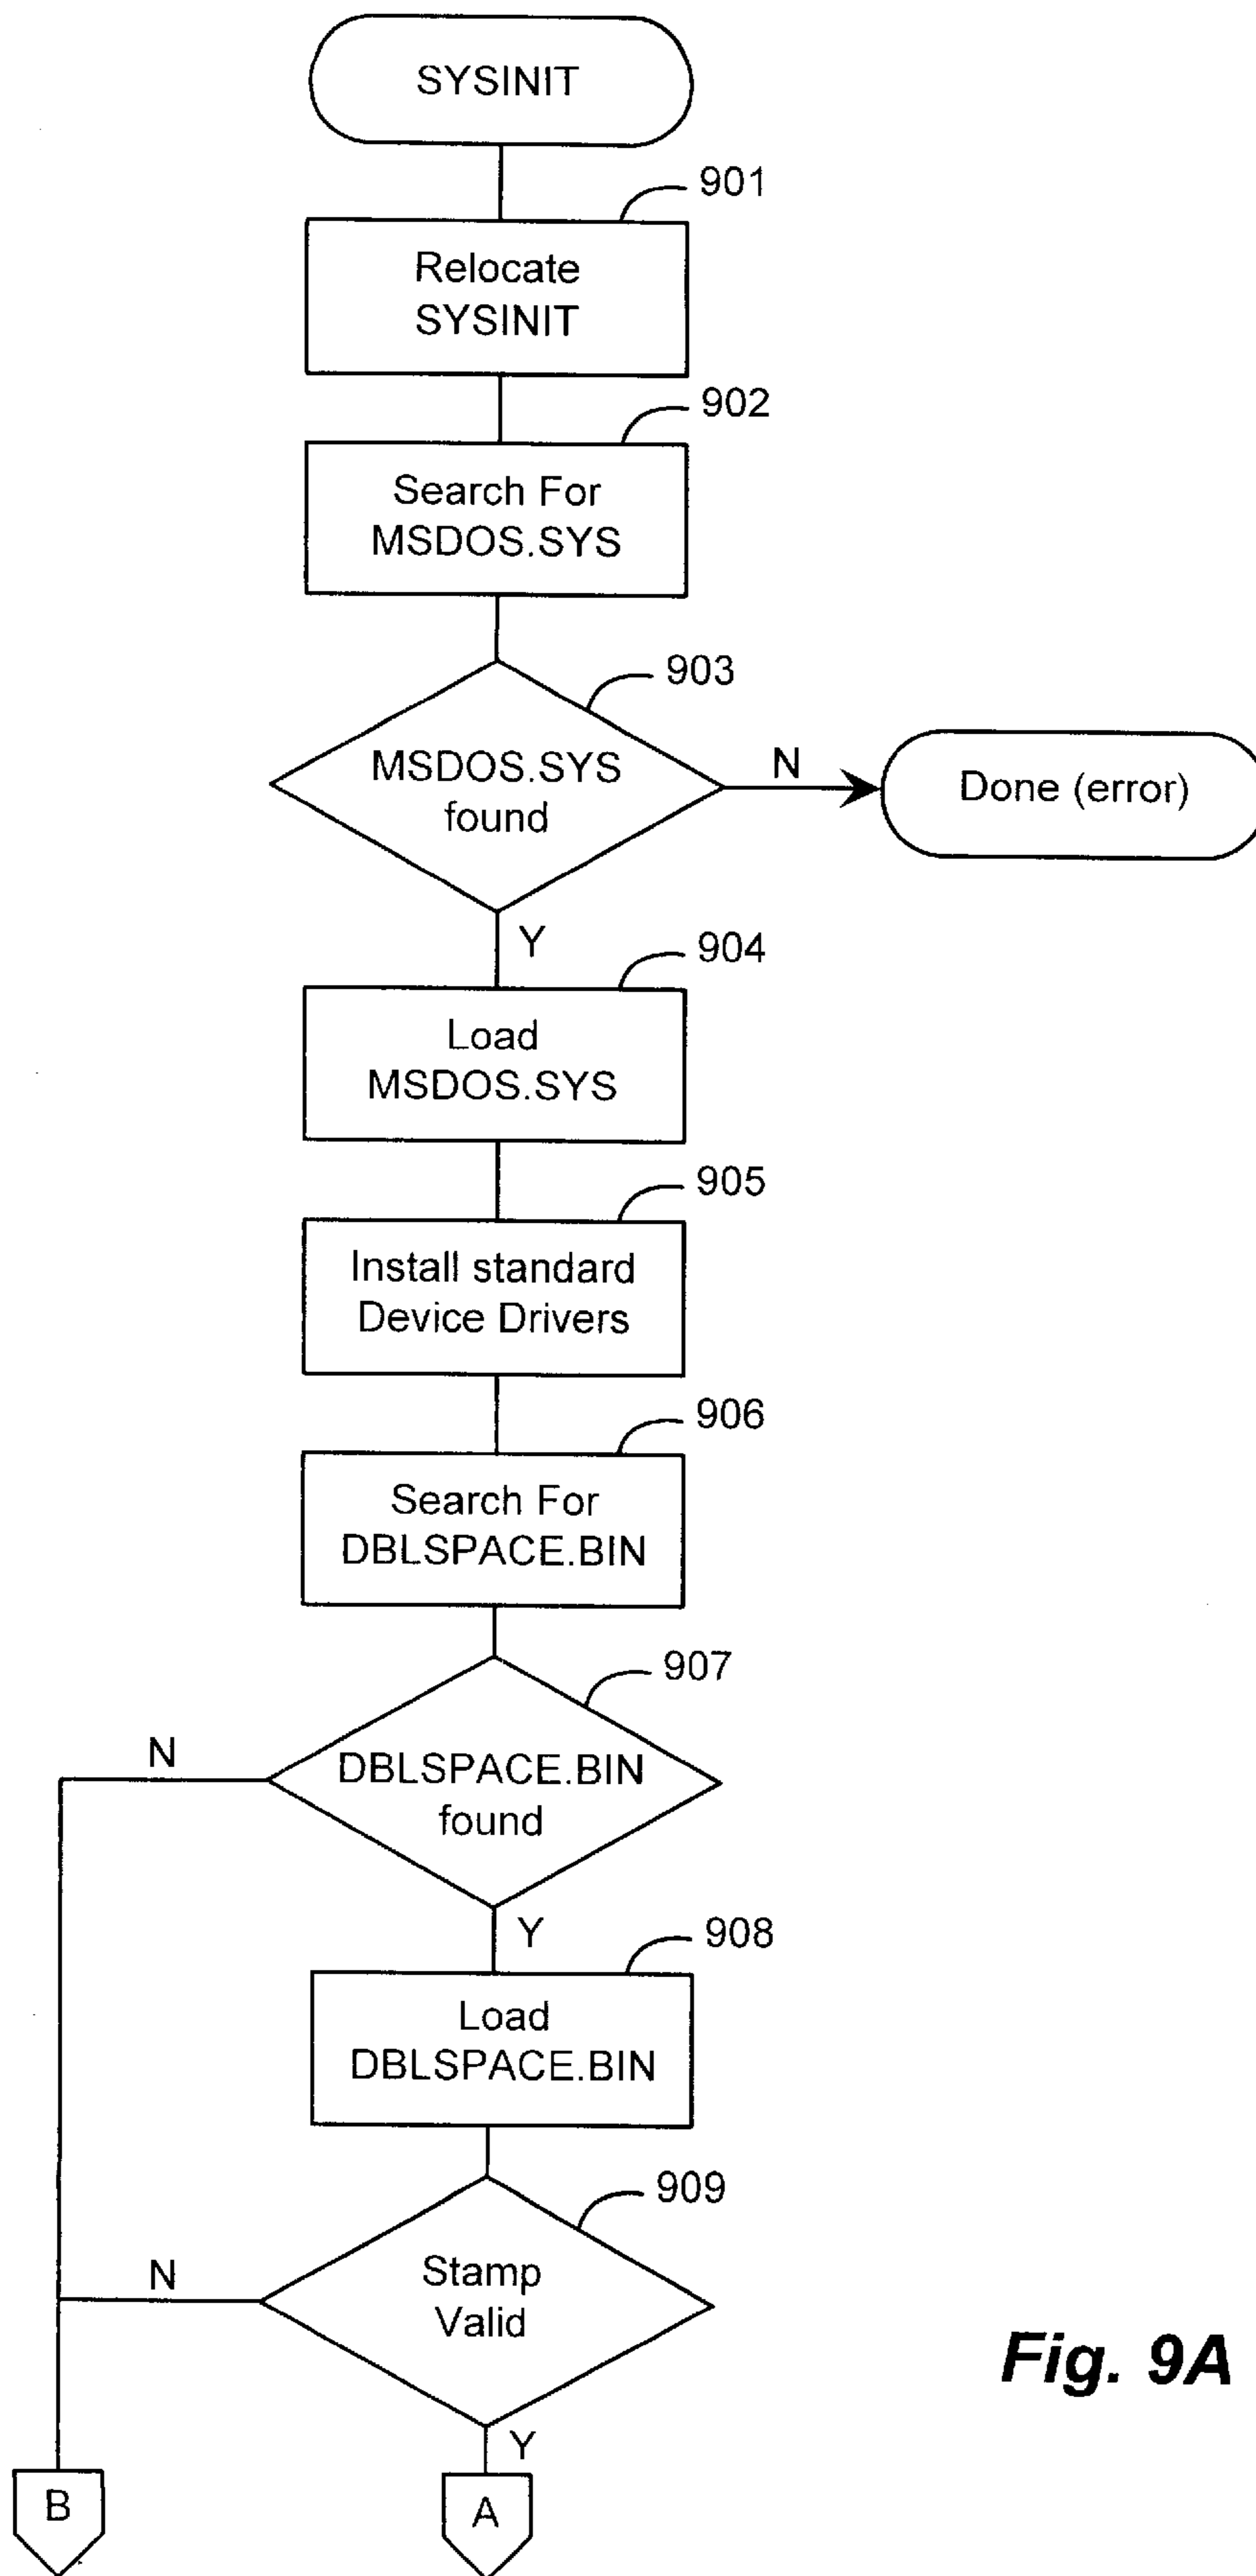 SYSINIT
901
Relocate
SYSINIT
902
Search For
MSDOS.SYS
903
MSDOS.SYS
found
N
Done (error)
Y
904
Load
MSDOS.SYS
905
Install standard
Device Drivers
906
Search For
DBLSPACE.BIN
907
N
DBLSPACE.BIN
found
Y
908
Load
DBLSPACE.BIN
909
N
Stamp
Valid
Fig. 9A
Y
B
A